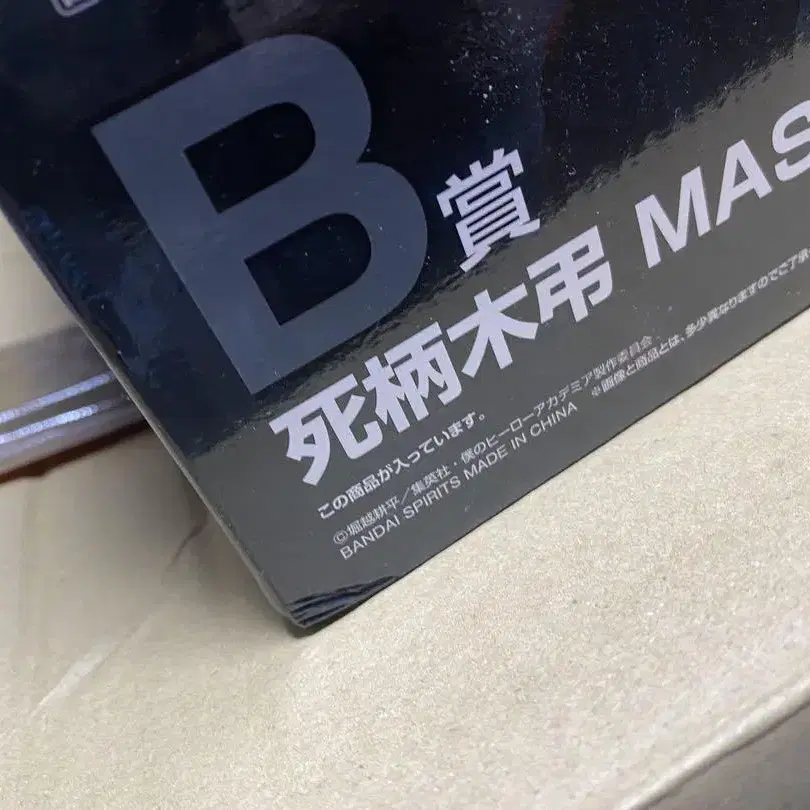 B賞
死柄木弔 MAS
この商品が入っています。
©堀越耕平／集英社・僕のヒーローアカデミア製作委員会
BANDAI SPIRITS MADE IN CHINA ※画像と商品とは、多少異なりますのでご了承